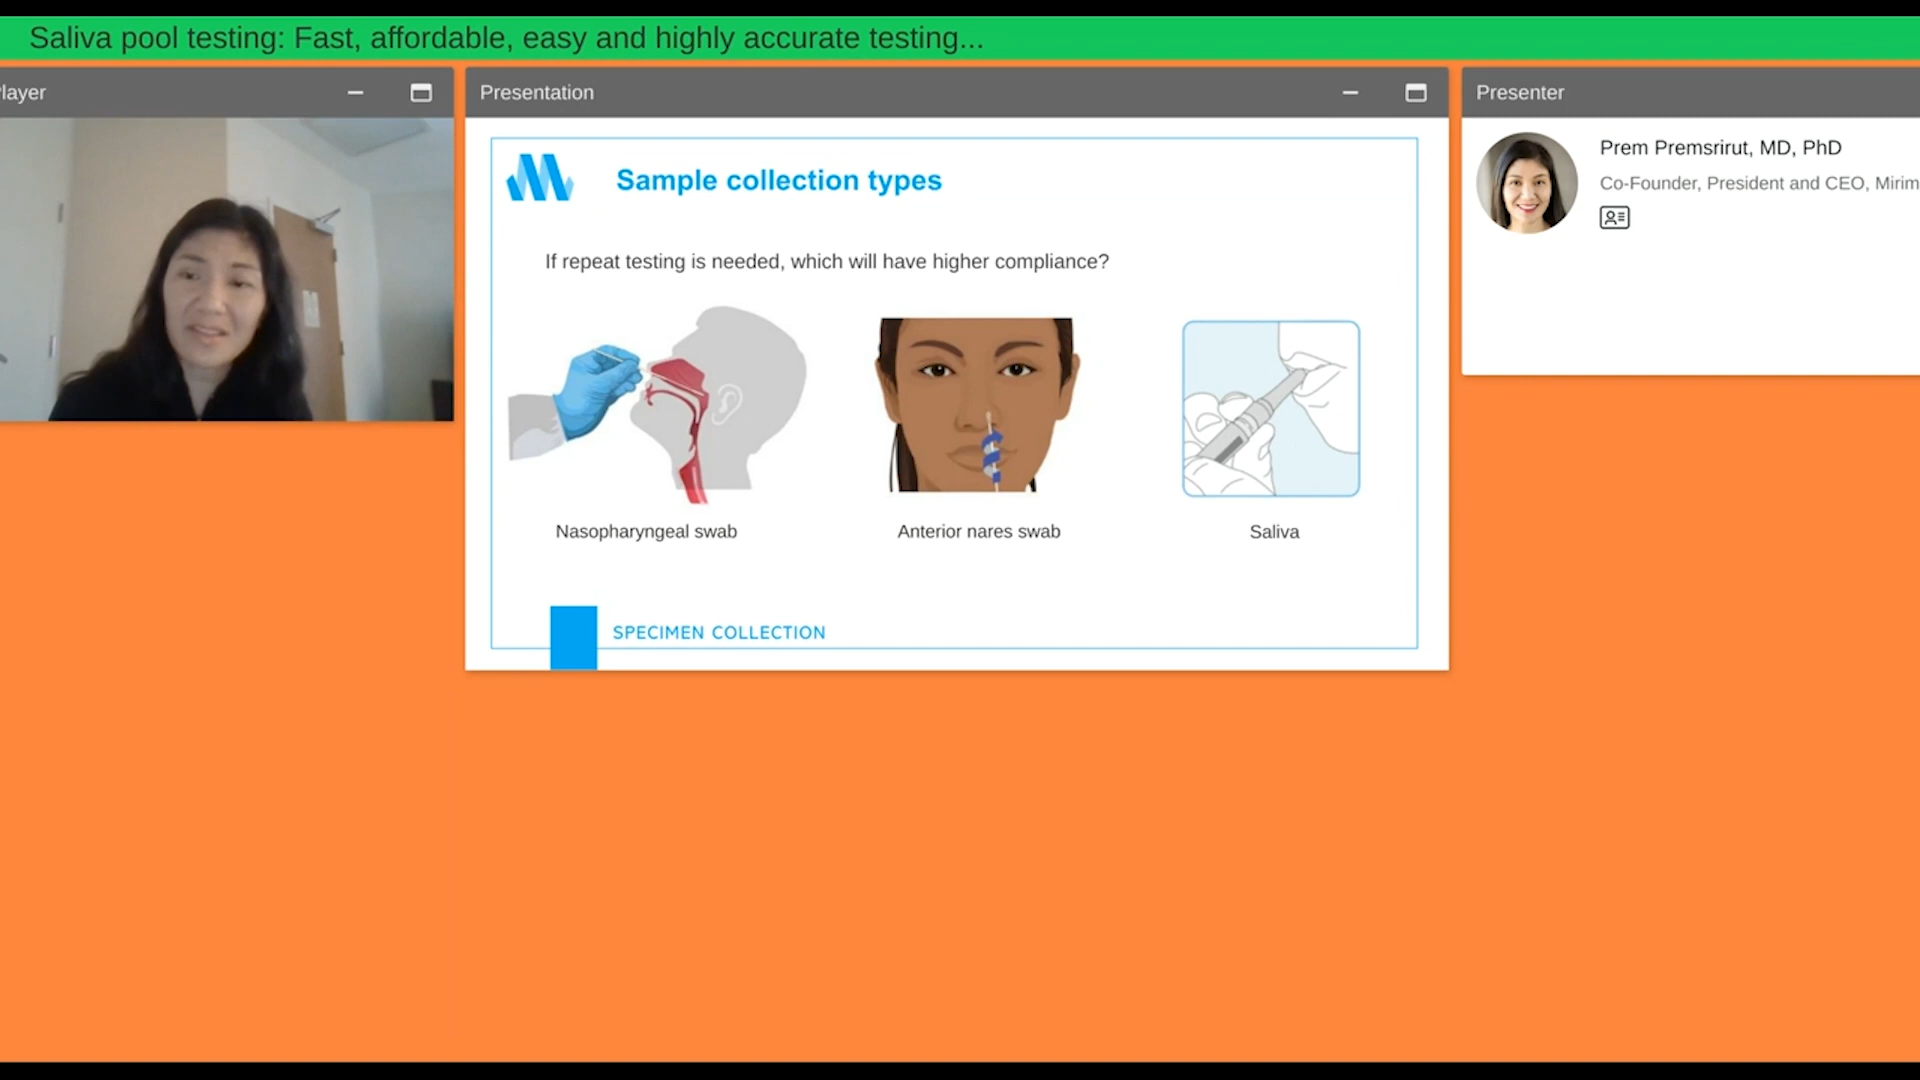 Saliva pool testing: Fast, affordable, easy and highly accurate testing...
layer
Presentation
Presenter
Prem Premsrirut, MD, PhD
Co-Founder, President and CEO, Mirim
Sample collection types
If repeat testing is needed, which will have higher compliance?
Nasopharyngeal swab
Anterior nares swab
Saliva
SPECIMEN COLLECTION